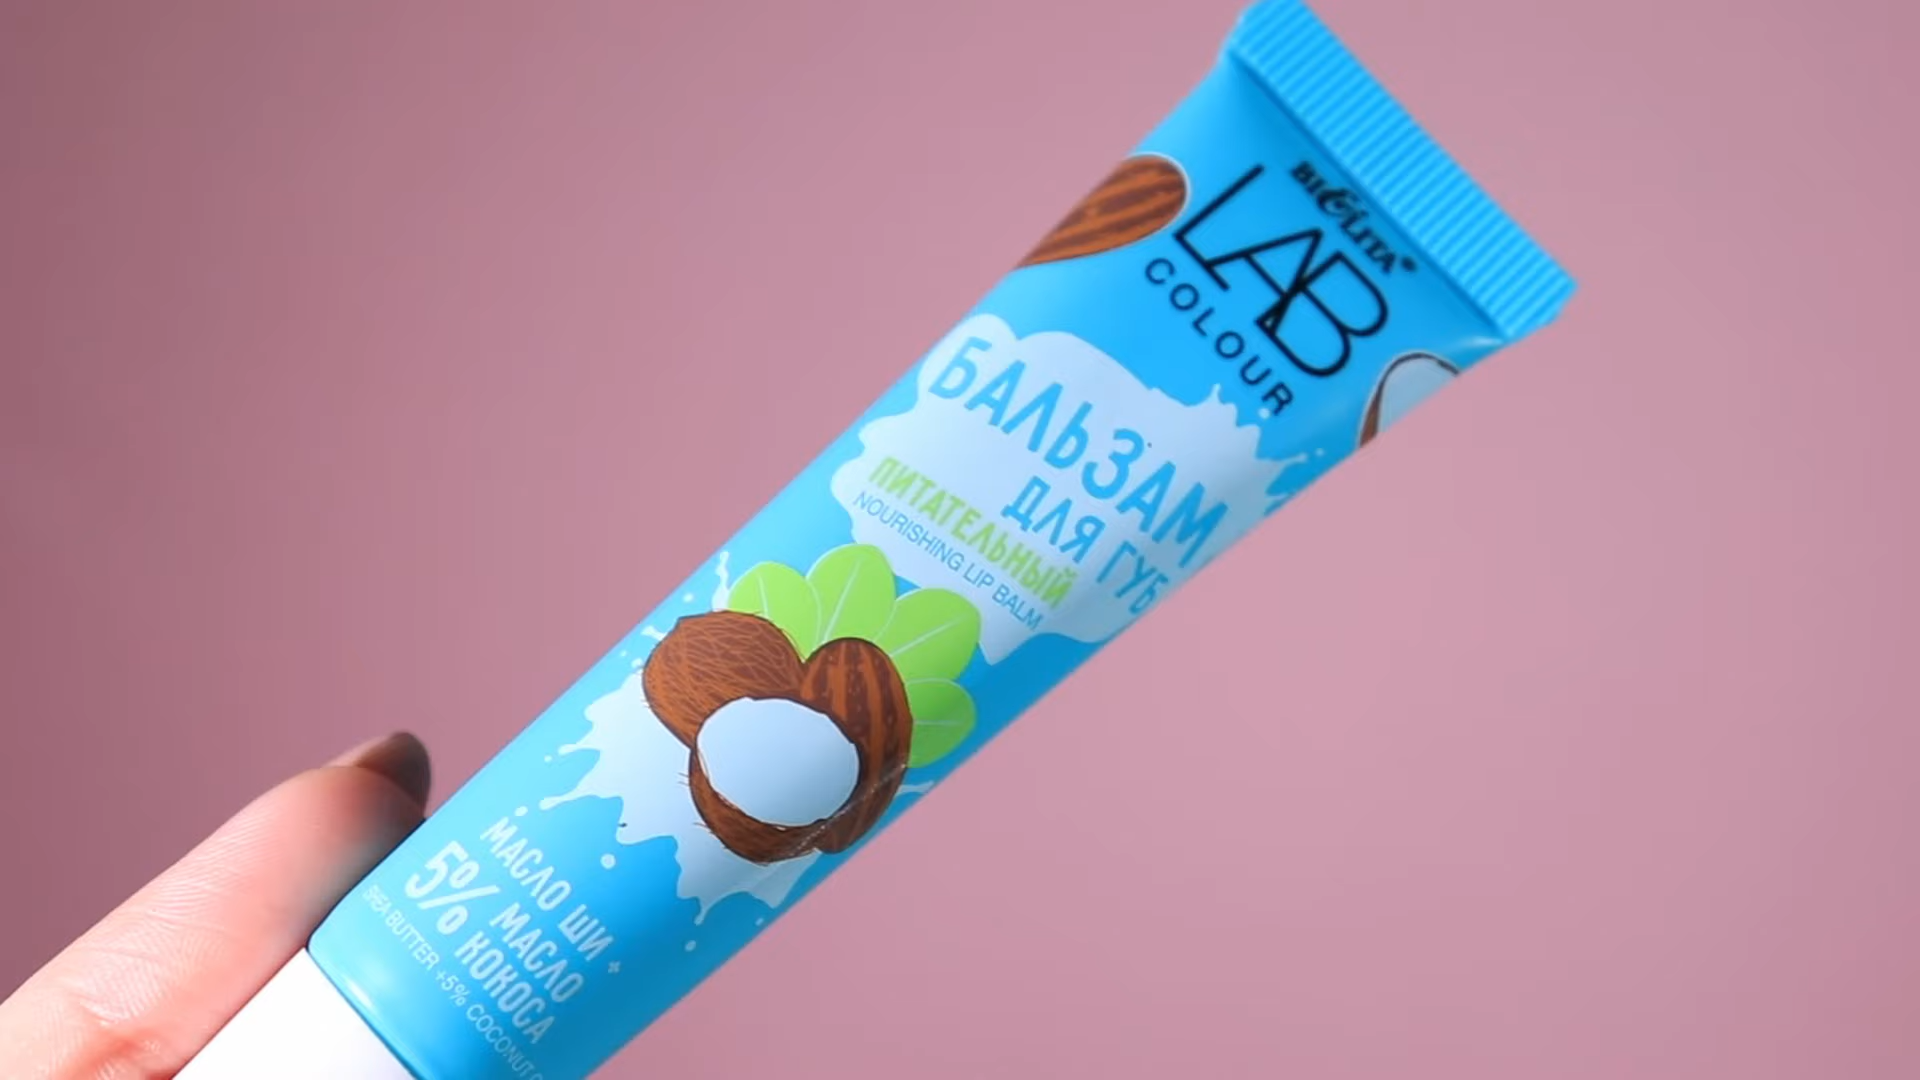 BIELITA
LAB
COLOUR
БАЛЬЗАМ
ДЛЯ ГУБ
ПИТАТЕЛЬНЫЙ
NOURISHING LIP BALM
МАСЛО ШИ +
5% МАСЛО
КОКОСА
SHEA BUTTER +5% COCONUT